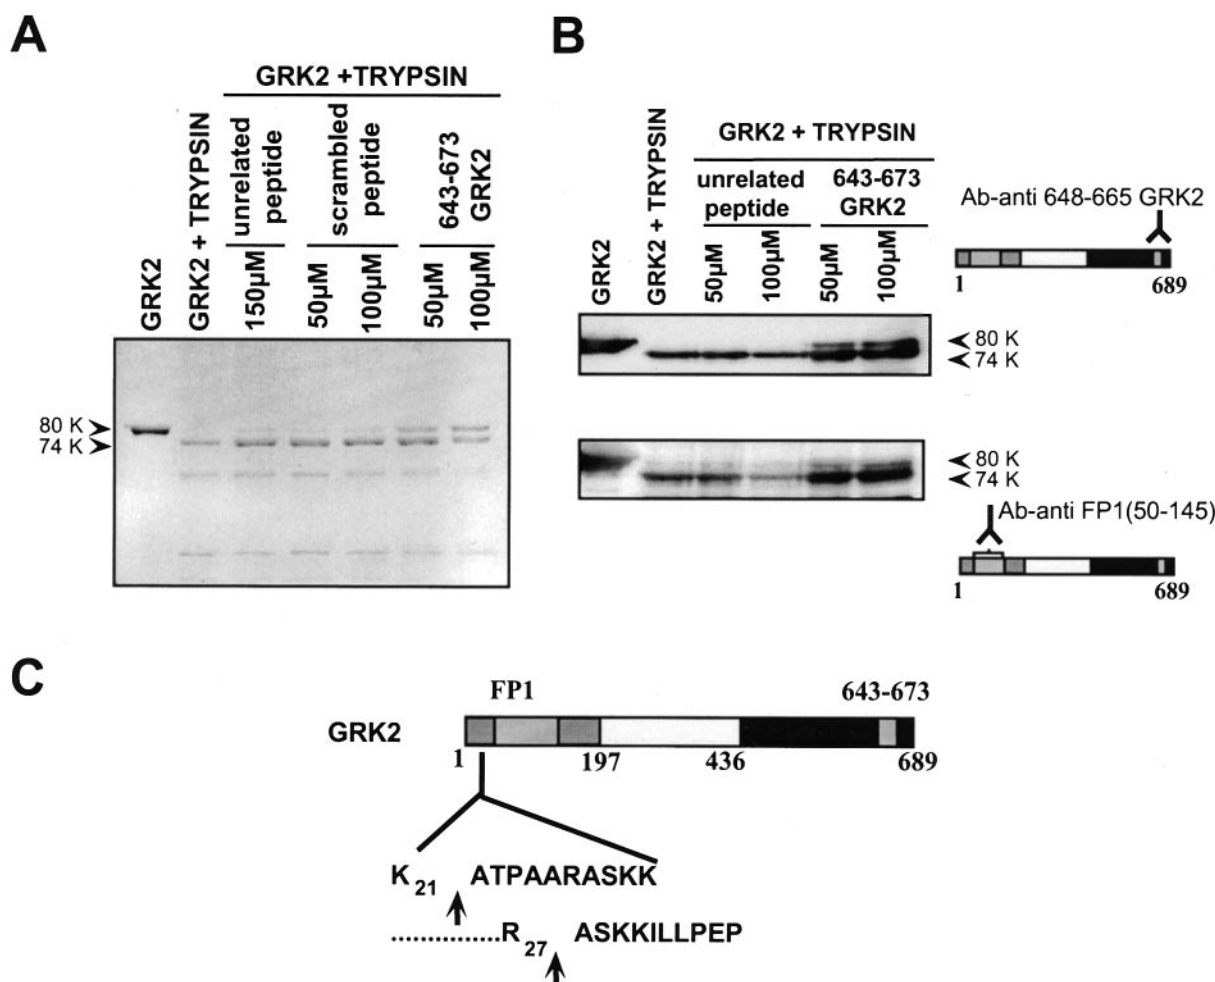 A
GRK2 +TRYPSIN
GRK2
GRK2 + TRYPSIN
unrelated peptide
scrambled peptide
643-673 GRK2
150µM
50µM
100µM
50µM
100µM
80 K
74 K
B
GRK2 + TRYPSIN
GRK2
GRK2 + TRYPSIN
unrelated peptide
643-673 GRK2
50µM
100µM
50µM
100µM
Ab-anti 648-665 GRK2
1
689
80 K
74 K
80 K
74 K
Ab-anti FP1(50-145)
1
689
C
FP1
643-673
GRK2
1
197
436
689
K 21 ATPAARASKK
..................R 27 ASKKILLPEP